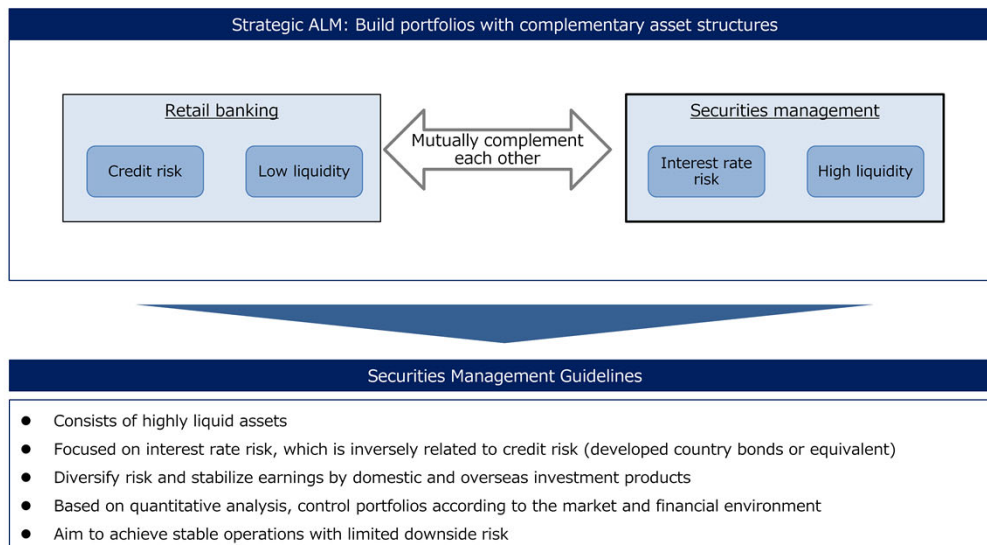 Strategic ALM: Build portfolios with complementary asset structures
Retail banking
Credit risk
Low liquidity
Mutually complement
each other
Securities management
Interest rate
risk
High liquidity
Securities Management Guidelines
● Consists of highly liquid assets
● Focused on interest rate risk, which is inversely related to credit risk (developed country bonds or equivalent)
● Diversify risk and stabilize earnings by domestic and overseas investment products
● Based on quantitative analysis, control portfolios according to the market and financial environment
● Aim to achieve stable operations with limited downside risk